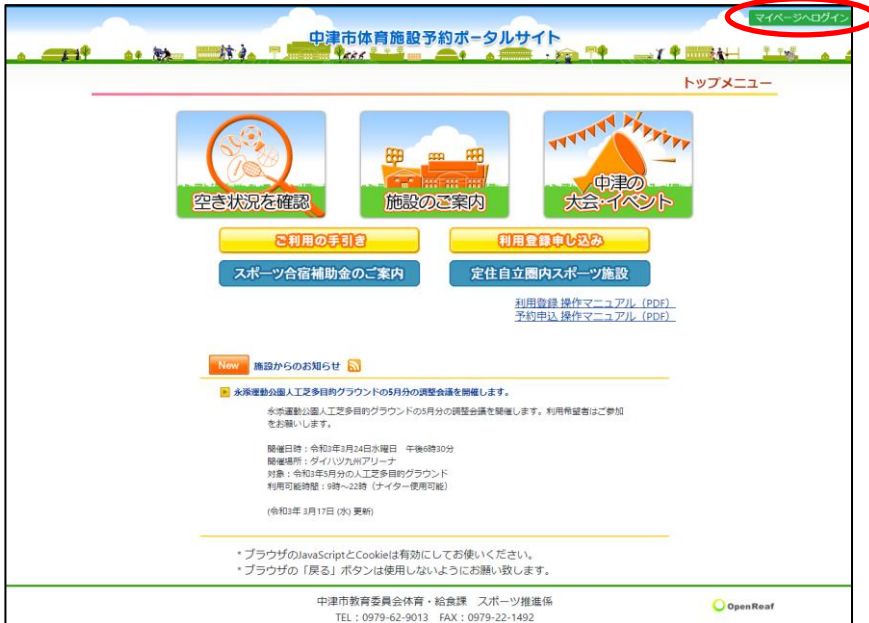 マイページへログイン
中津市体育施設予約ポータルサイト
トップメニュー
空き状況を確認
施設のご案内
中津の
大会・イベント
ご利用の手引き
利用登録申し込み
スポーツ合宿補助金のご案内
定住自立圏内スポーツ施設
利用登録 操作マニュアル（PDF）
予約申込 操作マニュアル（PDF）
New 施設からのお知らせ
永添運動公園人工芝多目的グラウンドの5月分の調整会議を開催します。
永添運動公園人工芝多目的グラウンドの5月分の調整会議を開催します。利用希望者はご参加
をお願いします。
開催日時：令和3年3月24日水曜日　午後6時30分
開催場所：ダイハツ九州アリーナ
対象：令和3年5月分の人工芝多目的グラウンド
利用可能時間：9時～22時（ナイター使用可能）
(令和3年 3月17日 (水) 更新)
* ブラウザのJavaScriptとCookieは有効にしてお使いください。
* ブラウザの「戻る」ボタンは使用しないようにお願い致します。
中津市教育委員会体育・給食課　スポーツ推進係
TEL：0979-62-9013　FAX：0979-22-1492
OpenReaf